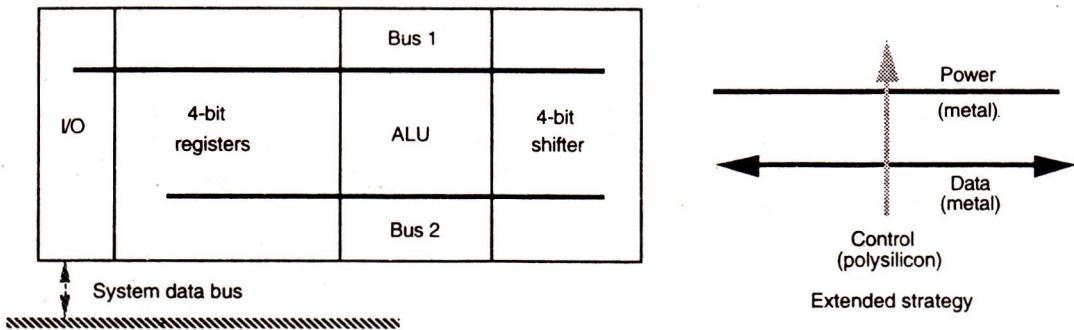 Bus 1
I/O
4-bit
registers
ALU
4-bit
shifter
Bus 2
System data bus
Power
(metal).
Data
(metal)
Control
(polysilicon)
Extended strategy